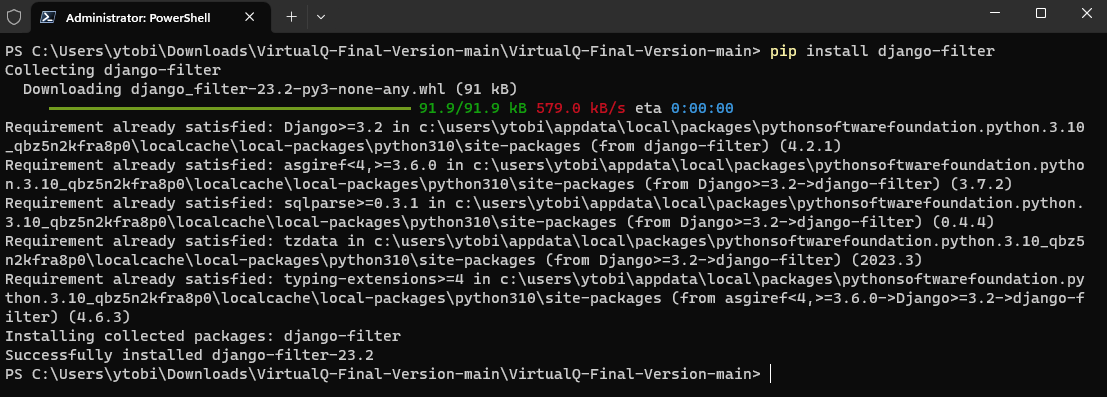 Administrator: PowerShell
PS C:\Users\ytobi\Downloads\VirtualQ-Final-Version-main\VirtualQ-Final-Version-main> pip install django-filter
Collecting django-filter
  Downloading django_filter-23.2-py3-none-any.whl (91 kB)
91.9/91.9 kB 579.0 kB/s eta 0:00:00
Requirement already satisfied: Django>=3.2 in c:\users\ytobi\appdata\local\packages\pythonsoftwarefoundation.python.3.10
_qbz5n2kfra8p0\localcache\local-packages\python310\site-packages (from django-filter) (4.2.1)
Requirement already satisfied: asgiref<4,>=3.6.0 in c:\users\ytobi\appdata\local\packages\pythonsoftwarefoundation.pytho
n.3.10_qbz5n2kfra8p0\localcache\local-packages\python310\site-packages (from Django>=3.2->django-filter) (3.7.2)
Requirement already satisfied: sqlparse>=0.3.1 in c:\users\ytobi\appdata\local\packages\pythonsoftwarefoundation.python.
3.10_qbz5n2kfra8p0\localcache\local-packages\python310\site-packages (from Django>=3.2->django-filter) (0.4.4)
Requirement already satisfied: tzdata in c:\users\ytobi\appdata\local\packages\pythonsoftwarefoundation.python.3.10_qbz5
n2kfra8p0\localcache\local-packages\python310\site-packages (from Django>=3.2->django-filter) (2023.3)
Requirement already satisfied: typing-extensions>=4 in c:\users\ytobi\appdata\local\packages\pythonsoftwarefoundation.py
thon.3.10_qbz5n2kfra8p0\localcache\local-packages\python310\site-packages (from asgiref<4,>=3.6.0->Django>=3.2->django-f
ilter) (4.6.3)
Installing collected packages: django-filter
Successfully installed django-filter-23.2
PS C:\Users\ytobi\Downloads\VirtualQ-Final-Version-main\VirtualQ-Final-Version-main>